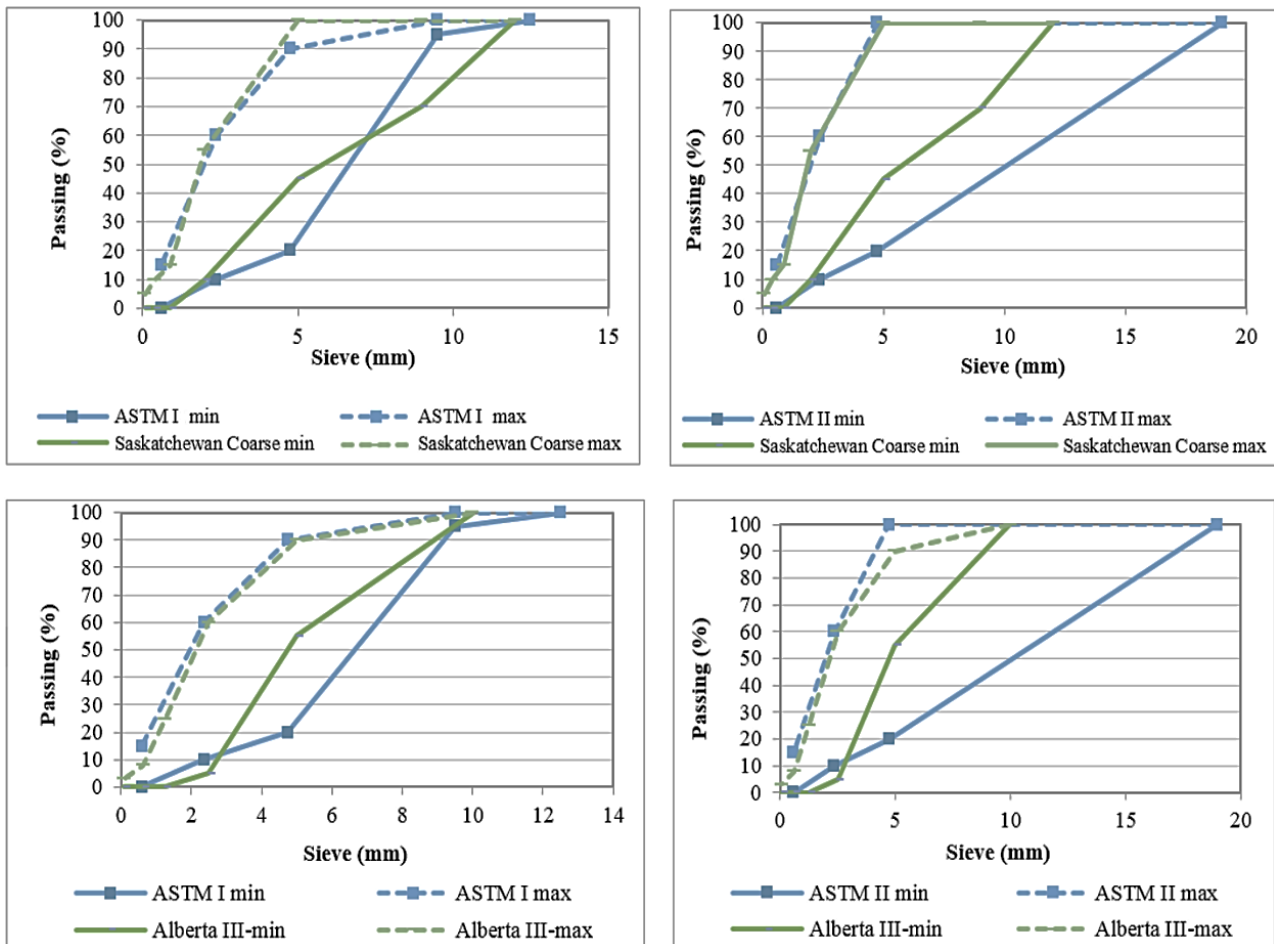 100
90
80
70
60
50
40
30
20
10
0
Passing (%)
0 5 10 15
Sieve (mm)
ASTM I min ASTM I max
Saskatchewan Coarse min Saskatchewan Coarse max
100
90
80
70
60
50
40
30
20
10
0
Passing (%)
0 5 10 15 20
Sieve (mm)
ASTM II min ASTM II max
Saskatchewan Coarse min Saskatchewan Coarse max
100
90
80
70
60
50
40
30
20
10
0
Passing (%)
0 2 4 6 8 10 12 14
Sieve (mm)
ASTM I min ASTM I max
Alberta III-min Alberta III-max
100
90
80
70
60
50
40
30
20
10
0
Passing (%)
0 5 10 15 20
Sieve (mm)
ASTM II min ASTM II max
Alberta III-min Alberta III-max